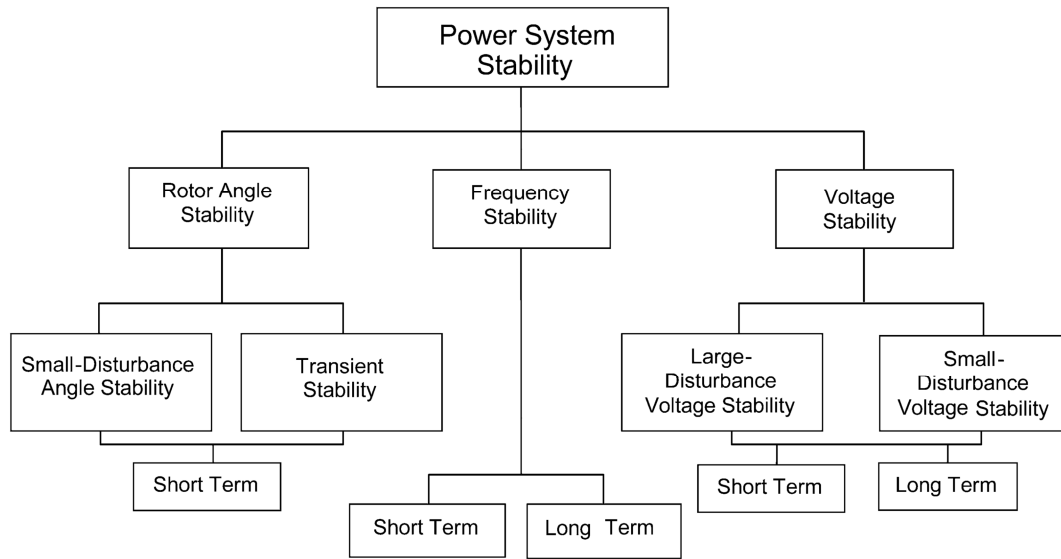 Power System
Stability
Rotor Angle
Stability
Frequency
Stability
Voltage
Stability
Small-Disturbance
Angle Stability
Transient
Stability
Large-
Disturbance
Voltage Stability
Small-
Disturbance
Voltage Stability
Short Term
Short Term
Long Term
Short Term
Long Term